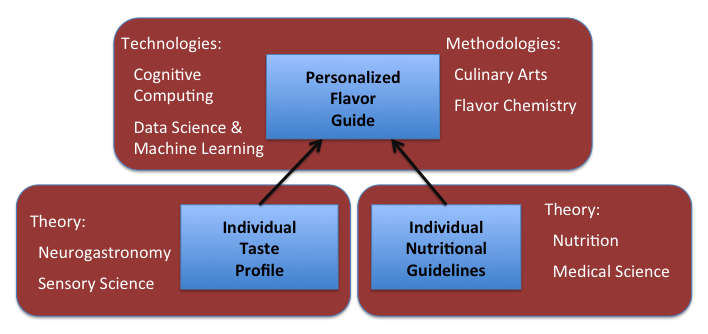 Technologies:
Cognitive
Computing
Data Science &
Machine Learning
Personalized
Flavor
Guide
Methodologies:
Culinary Arts
Flavor Chemistry
Theory:
Neurogastronomy
Sensory Science
Individual
Taste
Profile
Individual
Nutritional
Guidelines
Theory:
Nutrition
Medical Science